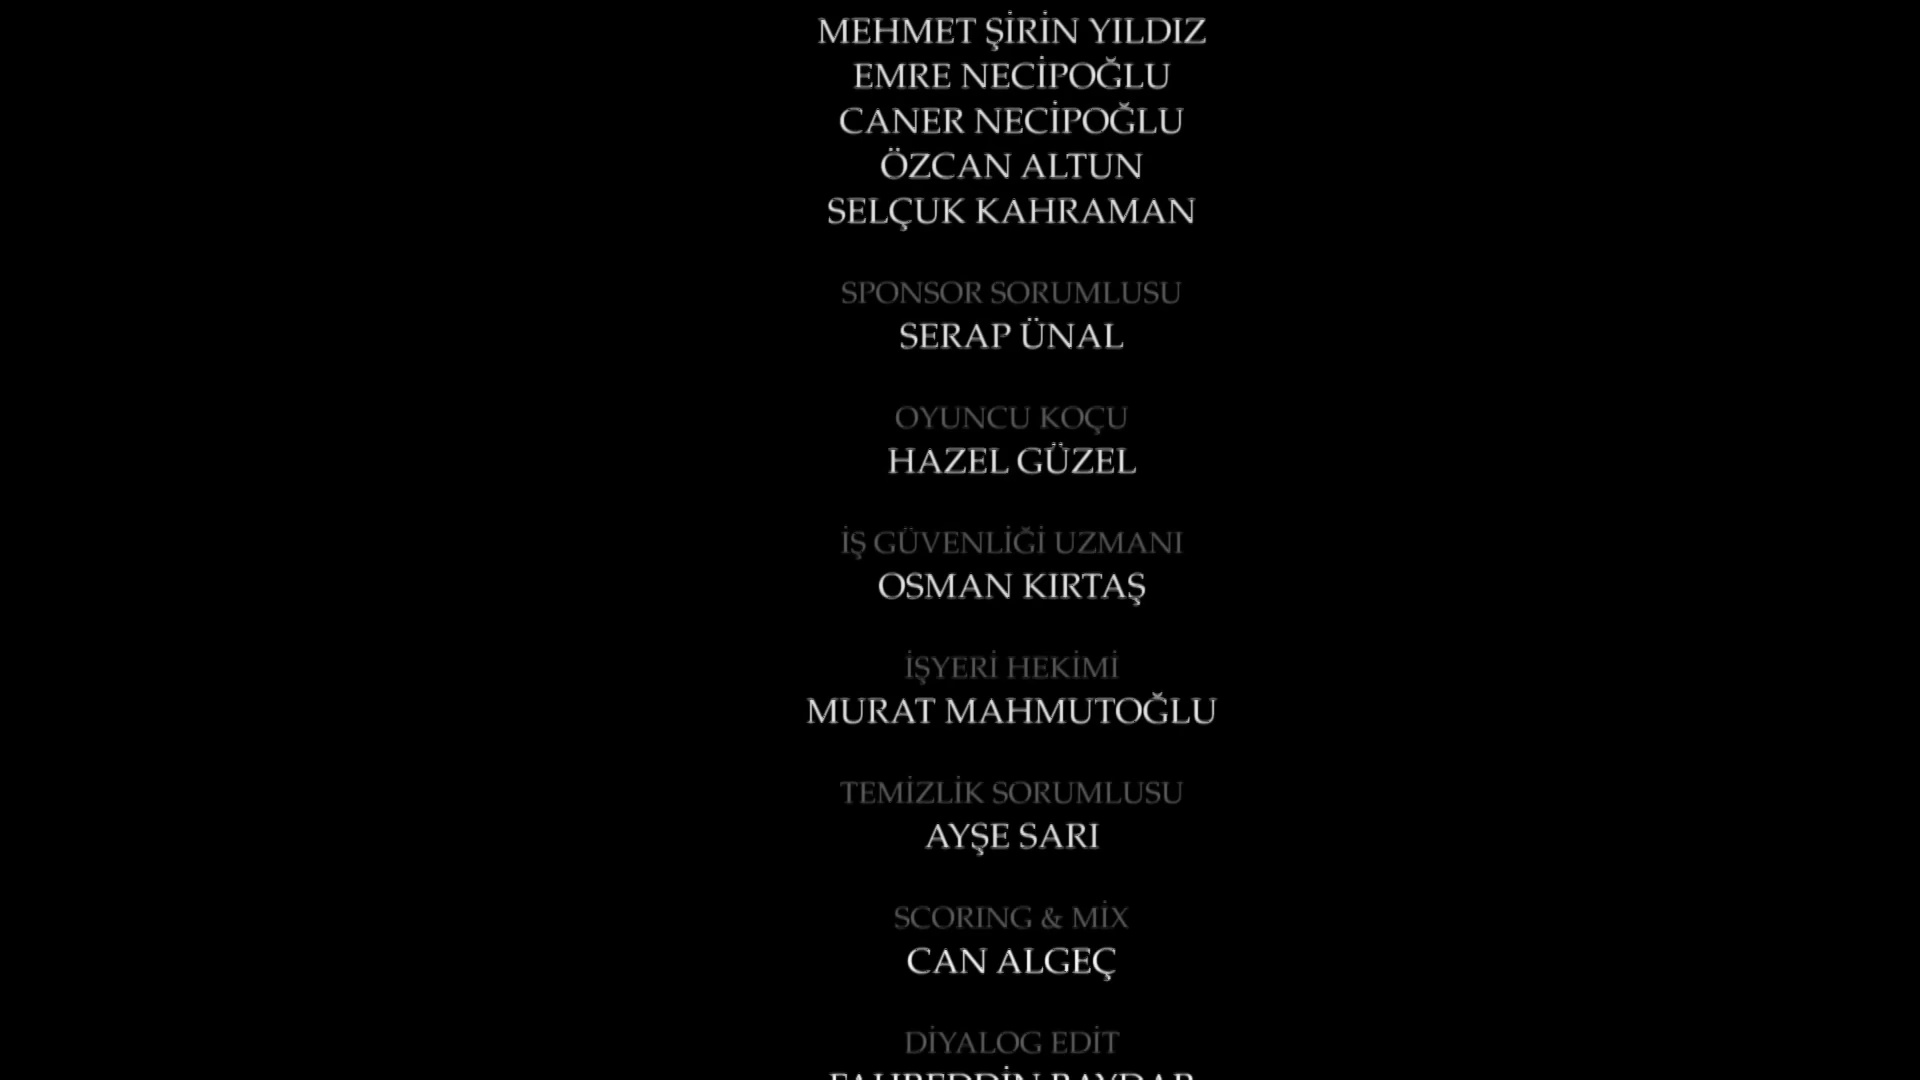 MEHMET ŞİRİN YILDIZ
EMRE NECİPOĞLU
CANER NECİPOĞLU
ÖZCAN ALTUN
SELÇUK KAHRAMAN
SPONSOR SORUMLUSU
SERAP ÜNAL
OYUNCU KOÇU
HAZEL GÜZEL
İŞ GÜVENLİĞİ UZMANI
OSMAN KIRTAŞ
İŞYERİ HEKİMİ
MURAT MAHMUTOĞLU
TEMİZLİK SORUMLUSU
AYŞE SARI
SCORING & MİX
CAN ALGEÇ
DİYALOG EDİT